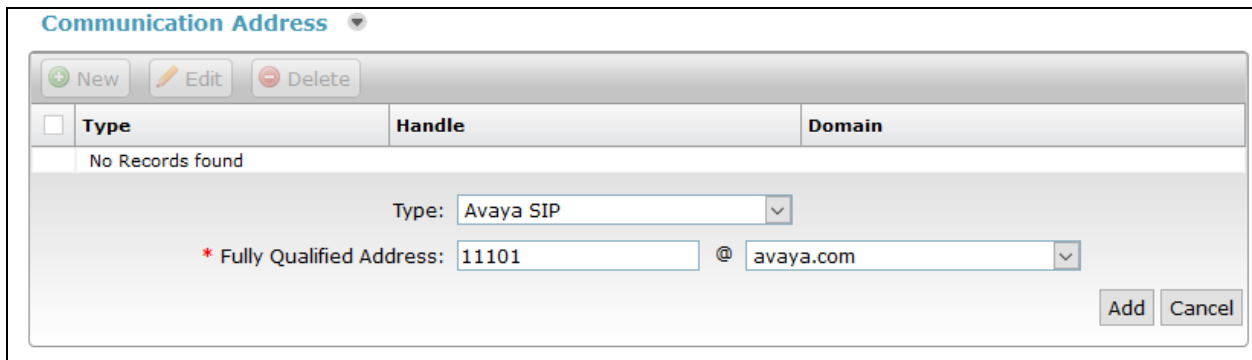 Communication Address
New Edit Delete
Type Handle Domain
No Records found
Type: Avaya SIP
* Fully Qualified Address: 11101 @ avaya.com
Add Cancel